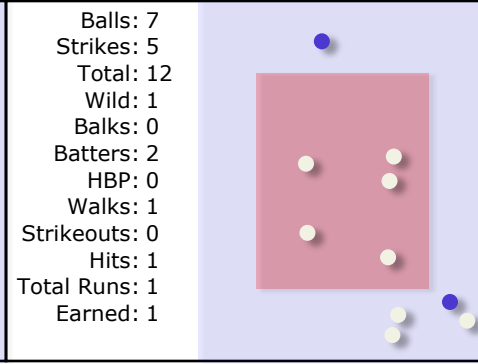 Balls: 7
Strikes: 5
Total: 12
Wild: 1
Balks: 0
Batters: 2
HBP: 0
Walks: 1
Strikeouts: 0
Hits: 1
Total Runs: 1
Earned: 1